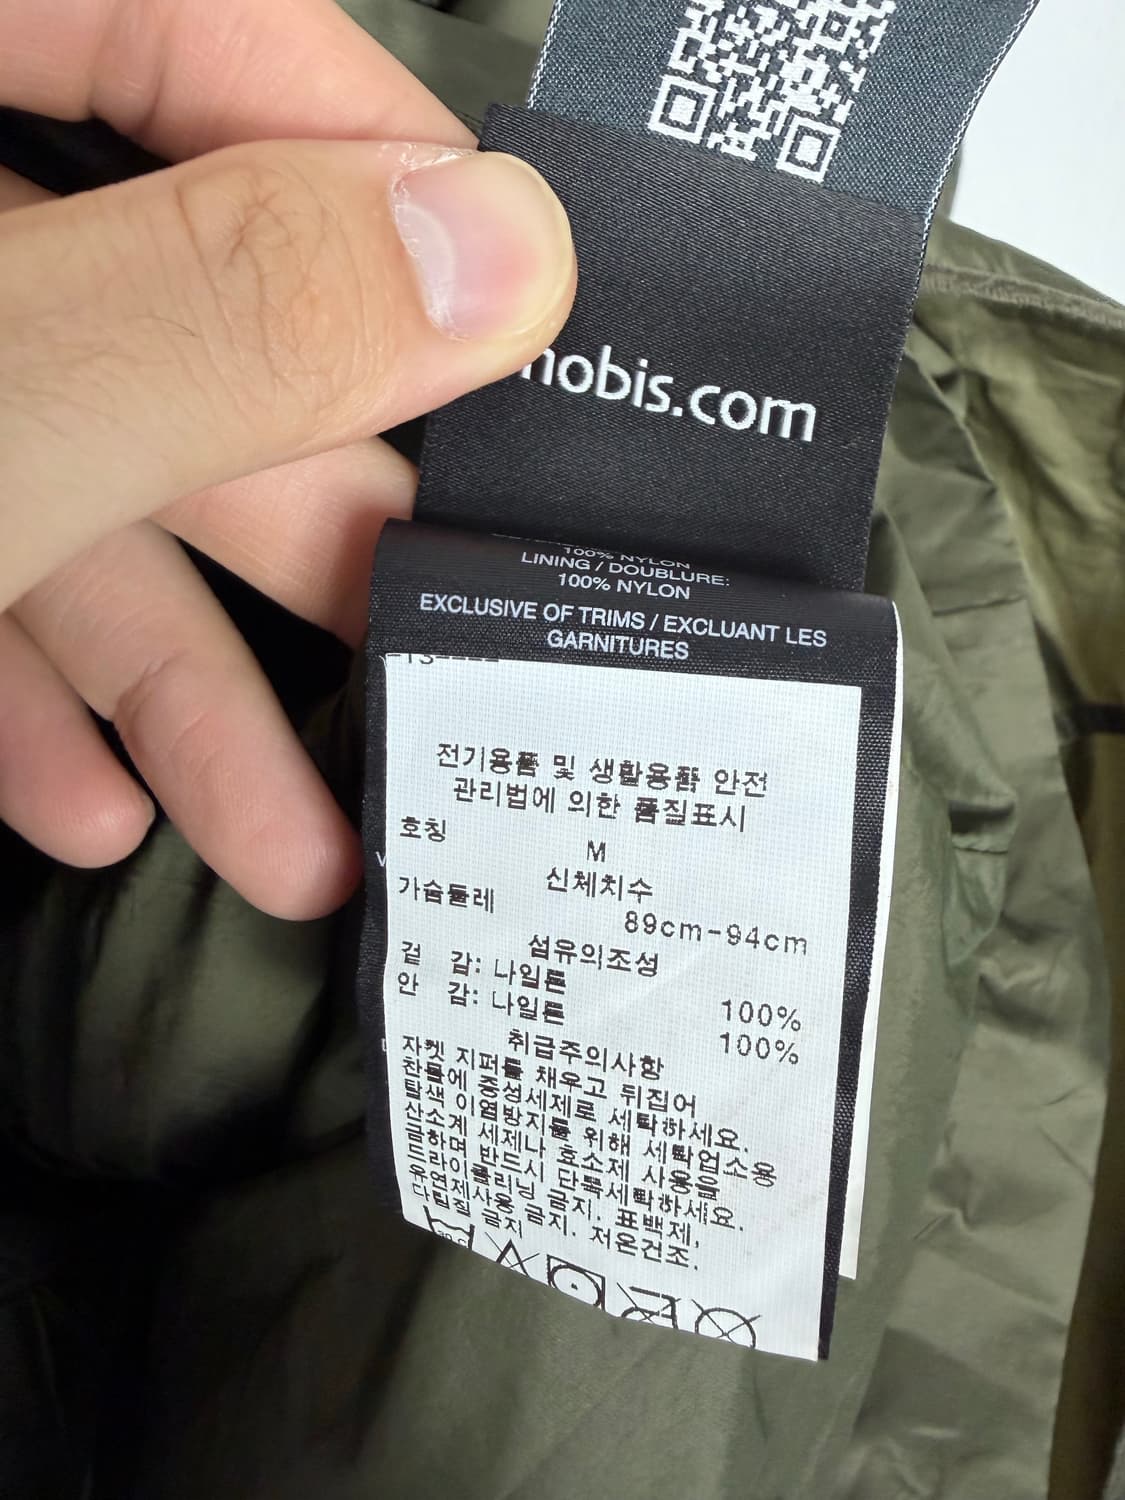 nobis.com
100% NYLON
LINING / DOUBLURE:
100% NYLON
EXCLUSIVE OF TRIMS / EXCLUANT LES
GARNITURES
전기용품 및 생활용품 안전
관리법에 의한 품질표시
호칭
M
신체치수
가슴둘레
89cm-94cm
섬유의조성
겉 감: 나일론 100%
안 감: 나일론 100%
취급주의사항
자켓 지퍼를 채우고 뒤집어
찬물에 중성세제로 세탁하세요.
탈색 이염방지를 위해 세탁업소용
산소계 세제나 효소제 사용을
금하며 반드시 단독세탁하세요.
드라이클리닝 금지. 표백제,
유연제사용 금지. 저온건조.
다림질 금지